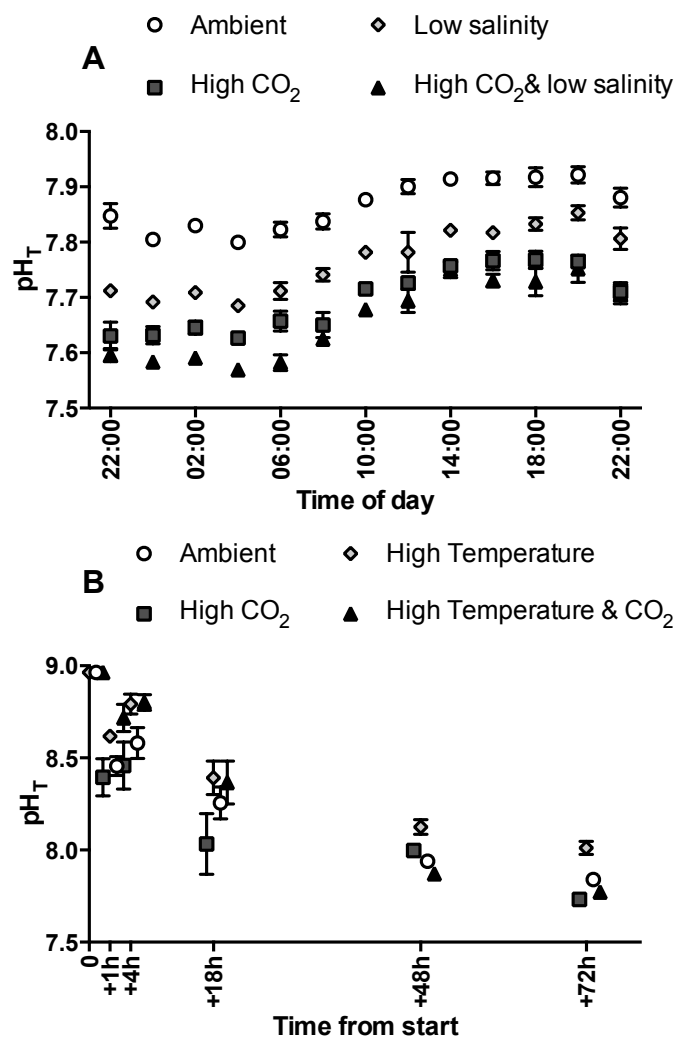 Ambient
Low salinity
A
High CO₂
High CO₂& low salinity
8.0
7.9
7.8
7.7
7.6
7.5
pH_T
22:00
02:00
06:00
10:00
14:00
18:00
22:00
Time of day
Ambient
High Temperature
B
High CO₂
High Temperature & CO₂
9.0
8.5
8.0
7.5
pH_T
0
+1h
+4h
+18h
+48h
+72h
Time from start